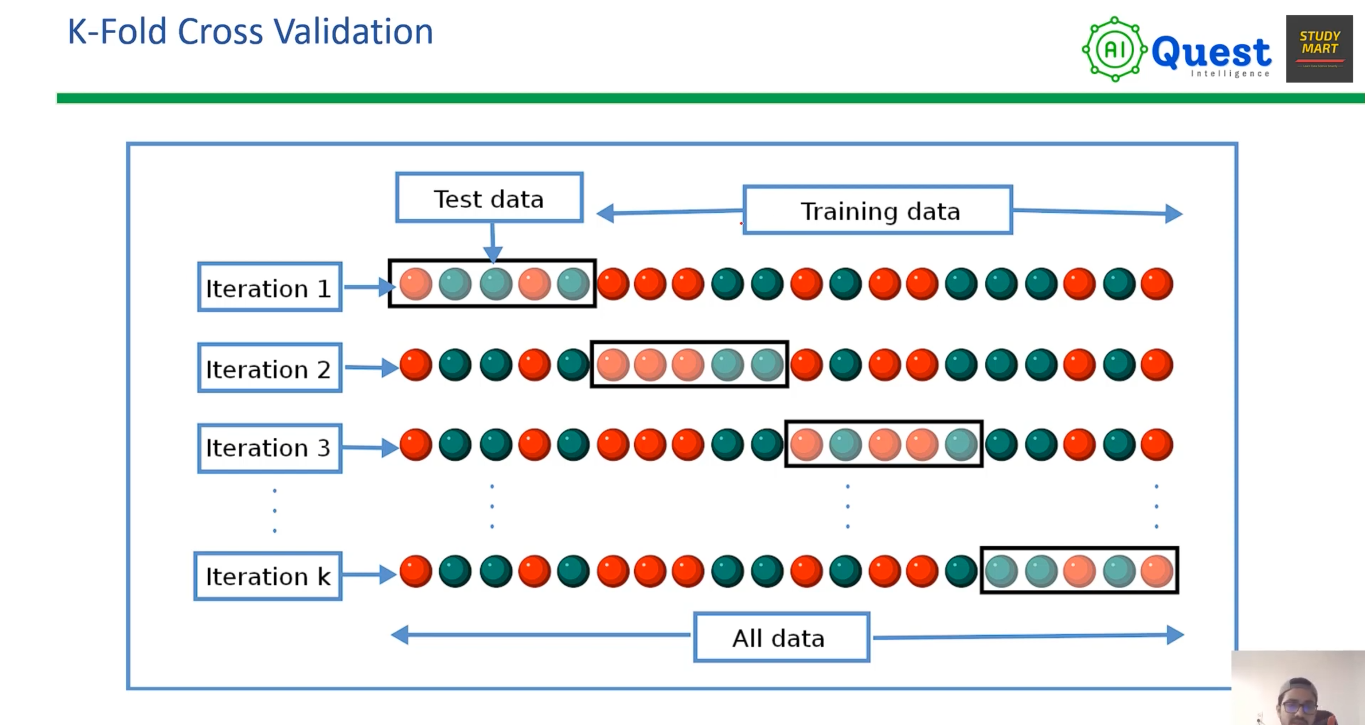 K-Fold Cross Validation
AI Quest
Intelligence
STUDY
MART
Test data
Training data
Iteration 1
Iteration 2
Iteration 3
Iteration k
All data